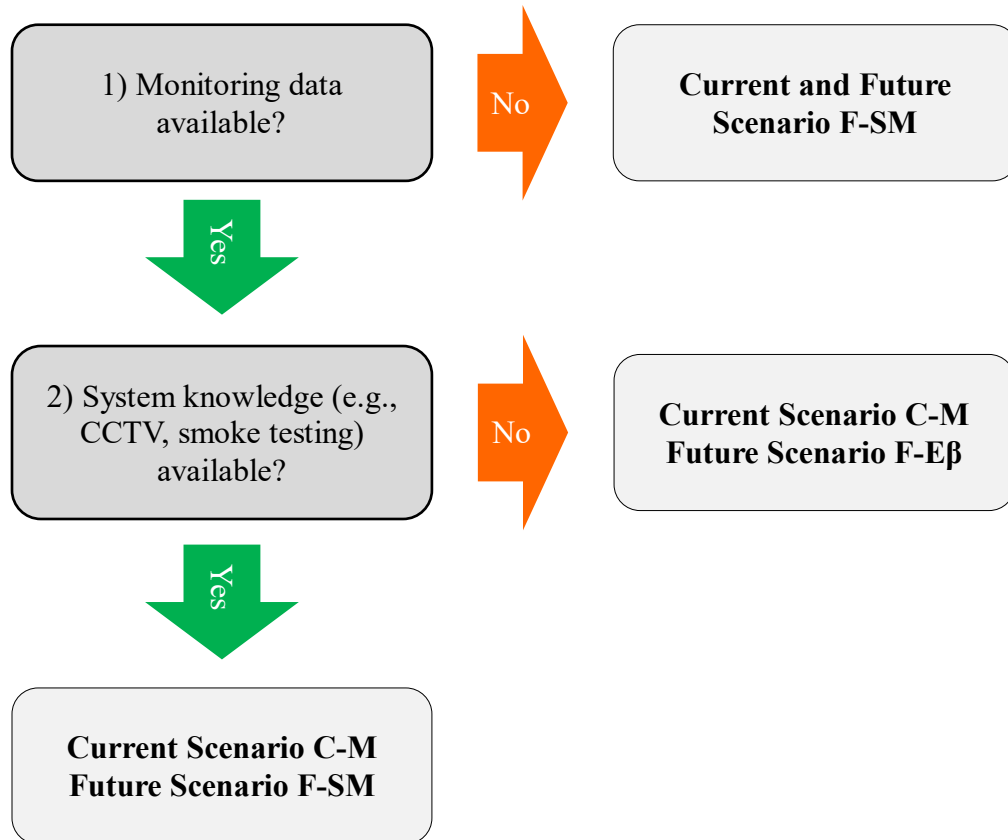 1) Monitoring data
available?
No
Current and Future
Scenario F-SM
Yes
2) System knowledge (e.g.,
CCTV, smoke testing)
available?
No
Current Scenario C-M
Future Scenario F-Eβ
Yes
Current Scenario C-M
Future Scenario F-SM